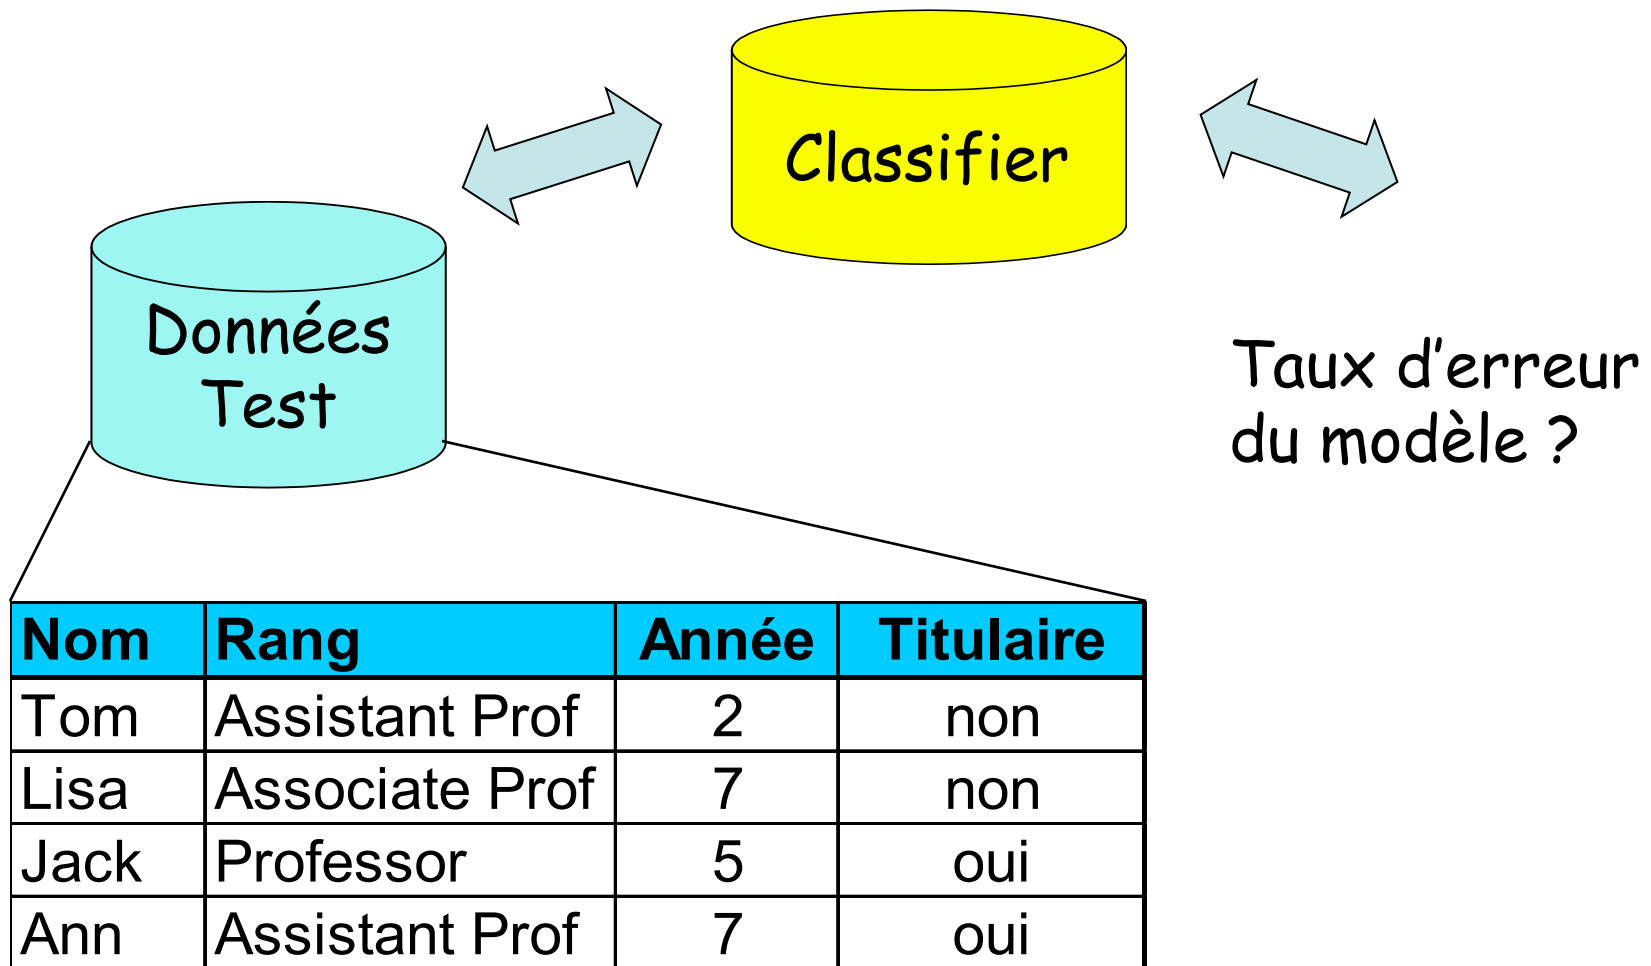 Classifier
Données
Test
Taux d'erreur
du modèle ?
Nom Rang Année Titulaire
Tom Assistant Prof 2 non
Lisa Associate Prof 7 non
Jack Professor 5 oui
Ann Assistant Prof 7 oui